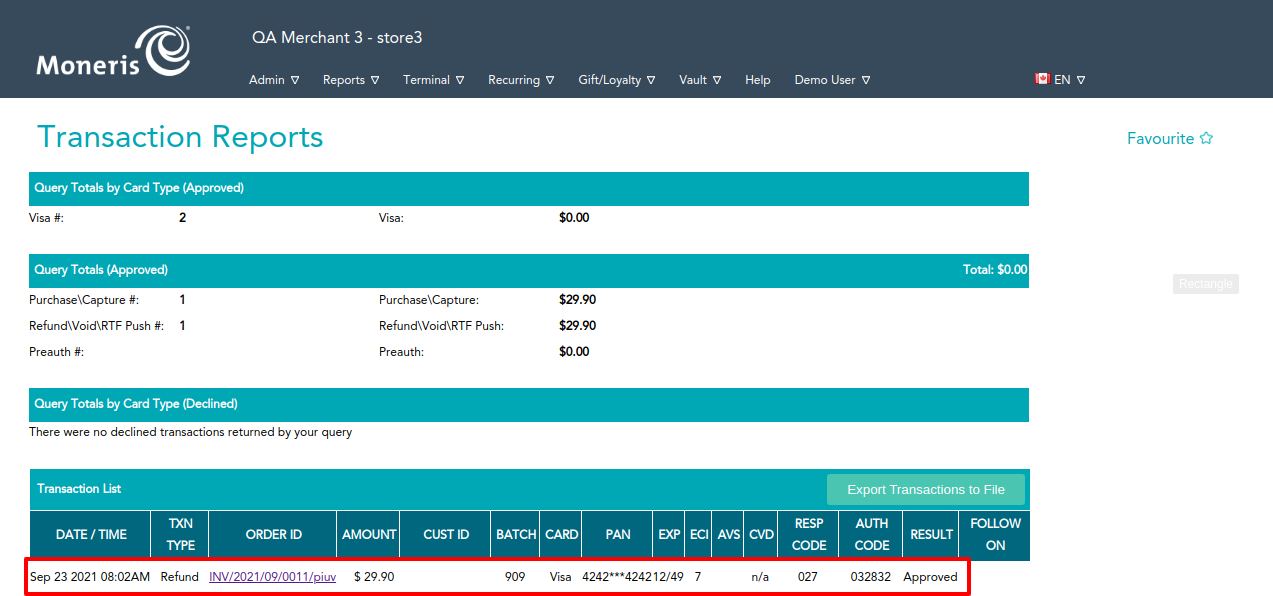 Moneris
QA Merchant 3 - store3
Admin Reports Terminal Recurring Gift/Loyalty Vault Help Demo User EN
Transaction Reports
Favourite
Query Totals by Card Type (Approved)
Visa #: 2 Visa: $0.00
Query Totals (Approved) Total: $0.00
Rectangle
Purchase\Capture #: 1 Purchase\Capture: $29.90
Refund\Void\RTF Push #: 1 Refund\Void\RTF Push: $29.90
Preauth #: Preauth: $0.00
Query Totals by Card Type (Declined)
There were no declined transactions returned by your query
Transaction List Export Transactions to File
DATE / TIME TXN TYPE ORDER ID AMOUNT CUST ID BATCH CARD PAN EXP ECI AVS CVD RESP CODE AUTH CODE RESULT FOLLOW ON
Sep 23 2021 08:02AM Refund INV/2021/09/0011/piuv $ 29.90 909 Visa 4242***4242 12/49 7 n/a 027 032832 Approved